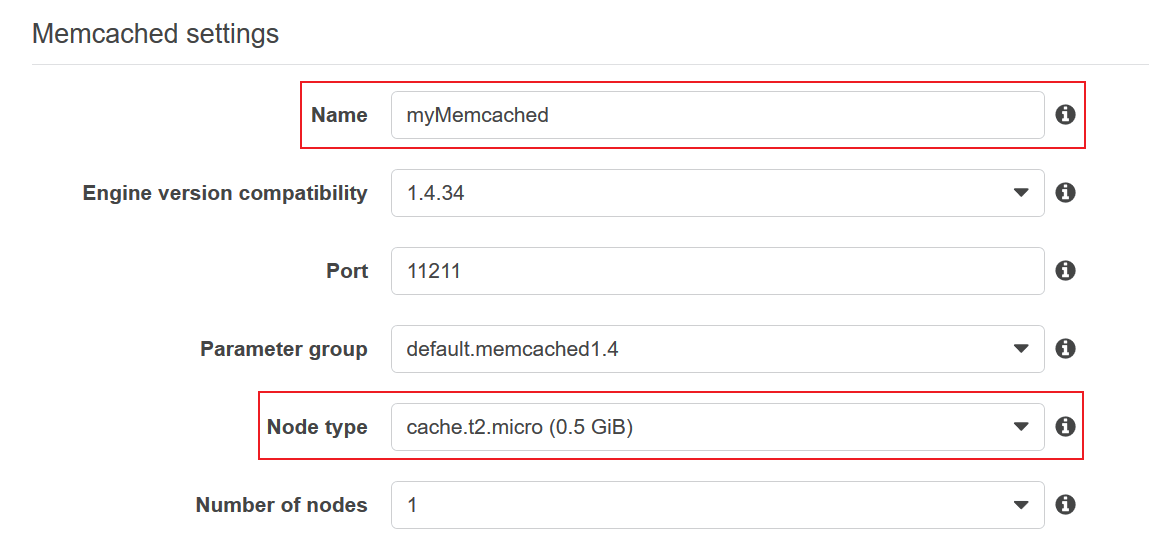 Memcached settings
Name myMemcached
Engine version compatibility 1.4.34
Port 11211
Parameter group default.memcached1.4
Node type cache.t2.micro (0.5 GiB)
Number of nodes 1